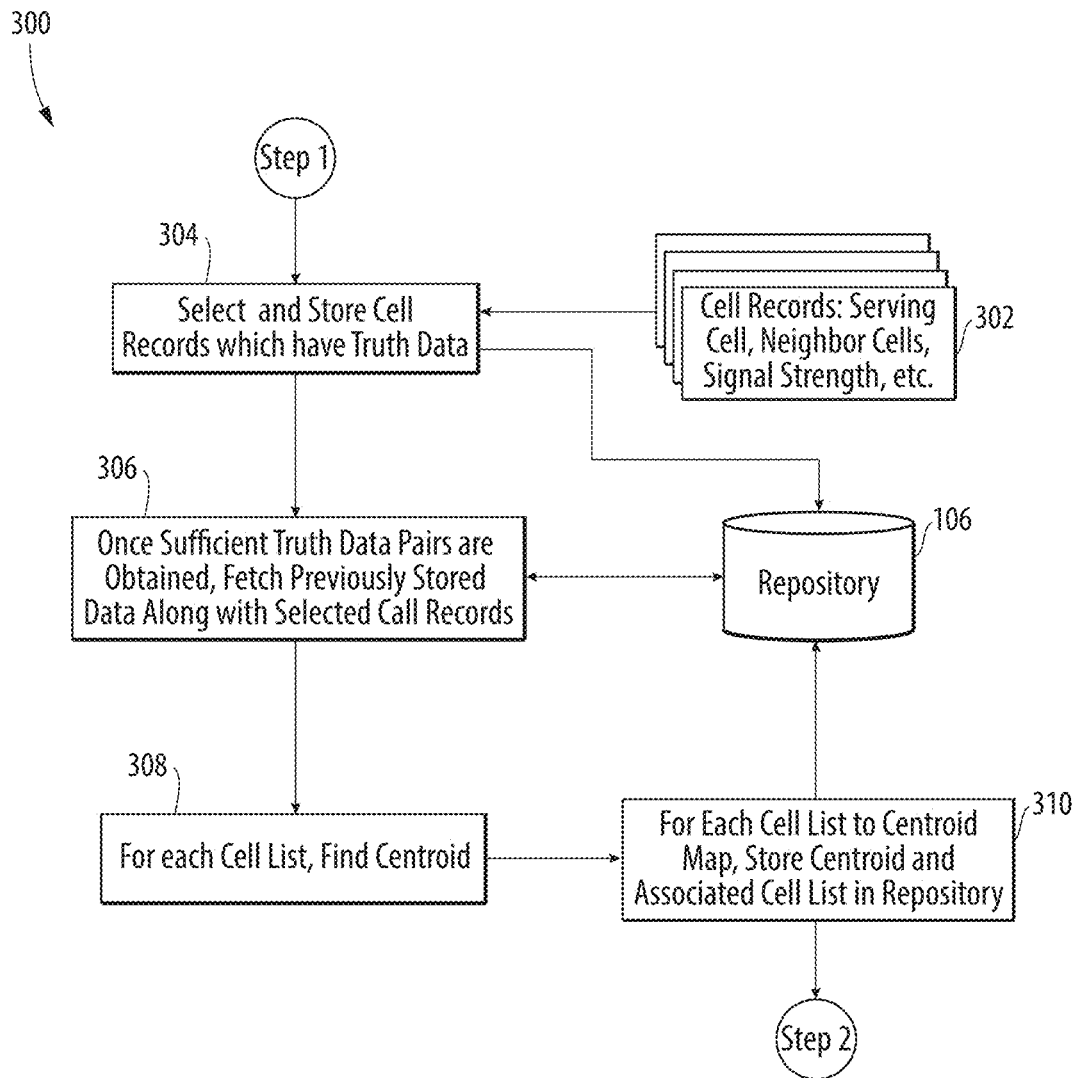 300
Step 1
304
Select and Store Cell
Records which have Truth Data
Cell Records: Serving
Cell, Neighbor Cells,
Signal Strength, etc.
302
306
Once Sufficient Truth Data Pairs are
Obtained, Fetch Previously Stored
Data Along with Selected Call Records
106
Repository
308
For each Cell List, Find Centroid
310
For Each Cell List to Centroid
Map, Store Centroid and
Associated Cell List in Repository
Step 2